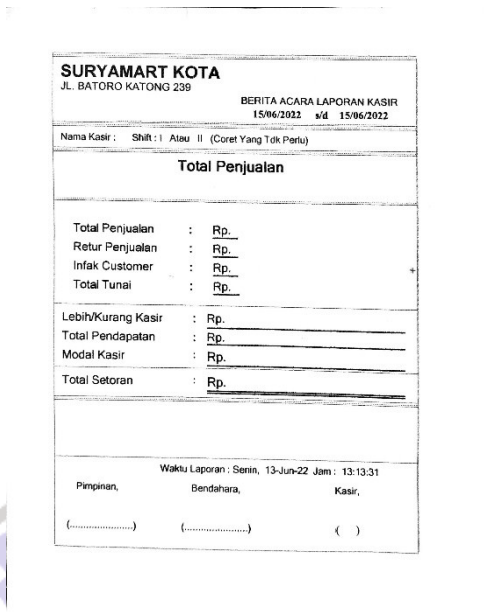 SURYAMART KOTA
JL. BATORO KATONG 239
BERITA ACARA LAPORAN KASIR
15/06/2022 s/d 15/06/2022
Nama Kasir : Shift : I Atau II (Coret Yang Tdk Perlu)
Total Penjualan
Total Penjualan : Rp.
Retur Penjualan : Rp.
Infak Customer : Rp.
Total Tunai : Rp.
Lebih/Kurang Kasir : Rp.
Total Pendapatan : Rp.
Modal Kasir : Rp.
Total Setoran : Rp.
Waktu Laporan : Senin, 13-Jun-22 Jam : 13:13:31
Pimpinan, Bendahara, Kasir,
(......................) (......................) ( )